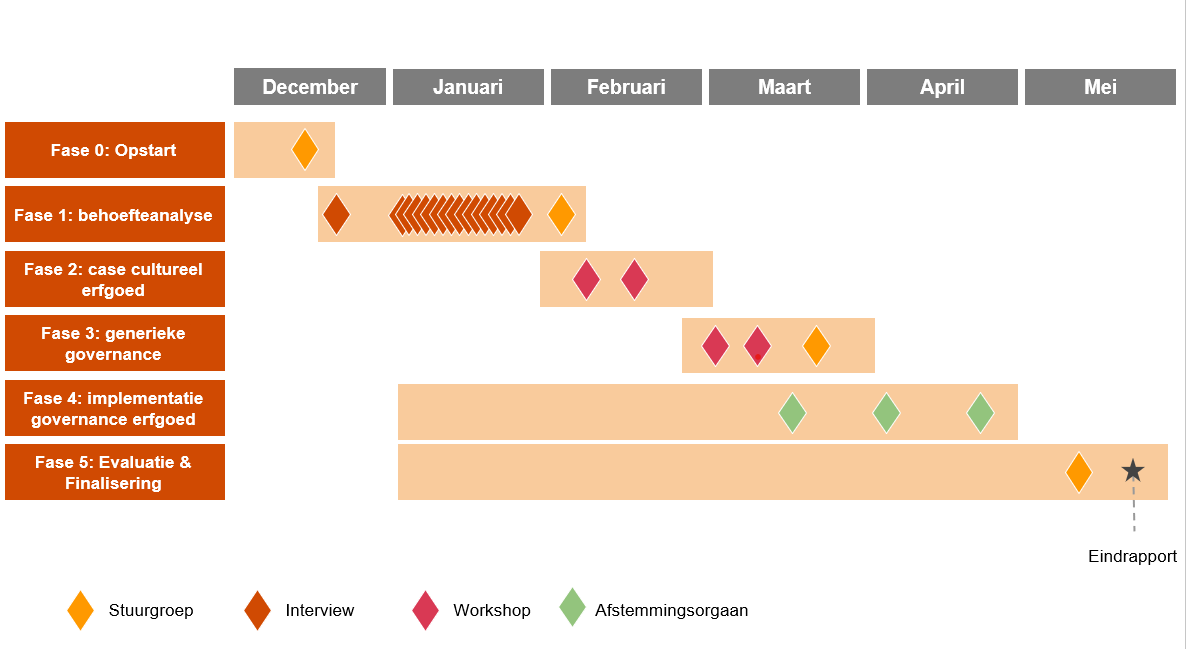 December Januari Februari Maart April Mei
Fase 0: Opstart
Fase 1: behoefteanalyse
Fase 2: case cultureel
erfgoed
Fase 3: generieke
governance
Fase 4: implementatie
governance erfgoed
Fase 5: Evaluatie &
Finalisering
Eindrapport
Stuurgroep Interview Workshop Afstemmingsorgaan